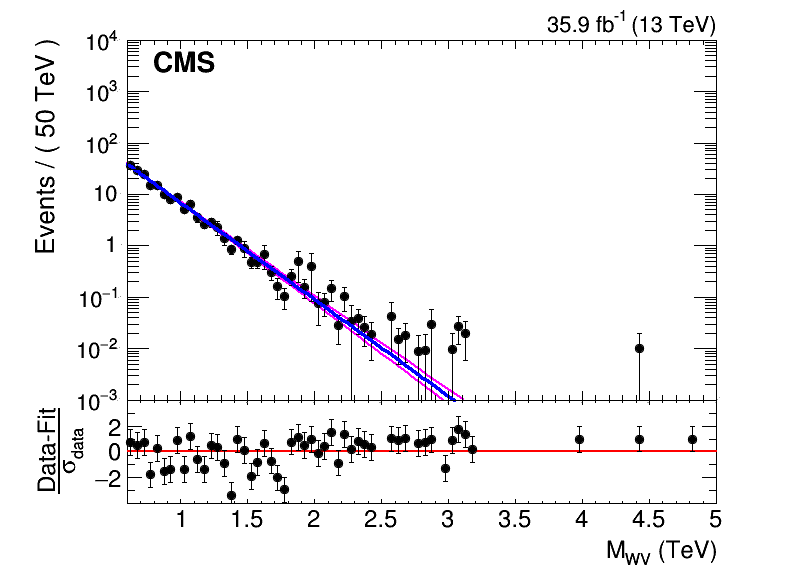 35.9 fb⁻¹ (13 TeV)
CMS
Events / ( 50 TeV )
10⁴
10³
10²
10
1
10⁻¹
10⁻²
10⁻³
Data-Fit
σ_data
2
0
−2
1 1.5 2 2.5 3 3.5 4 4.5 5
M_WV (TeV)